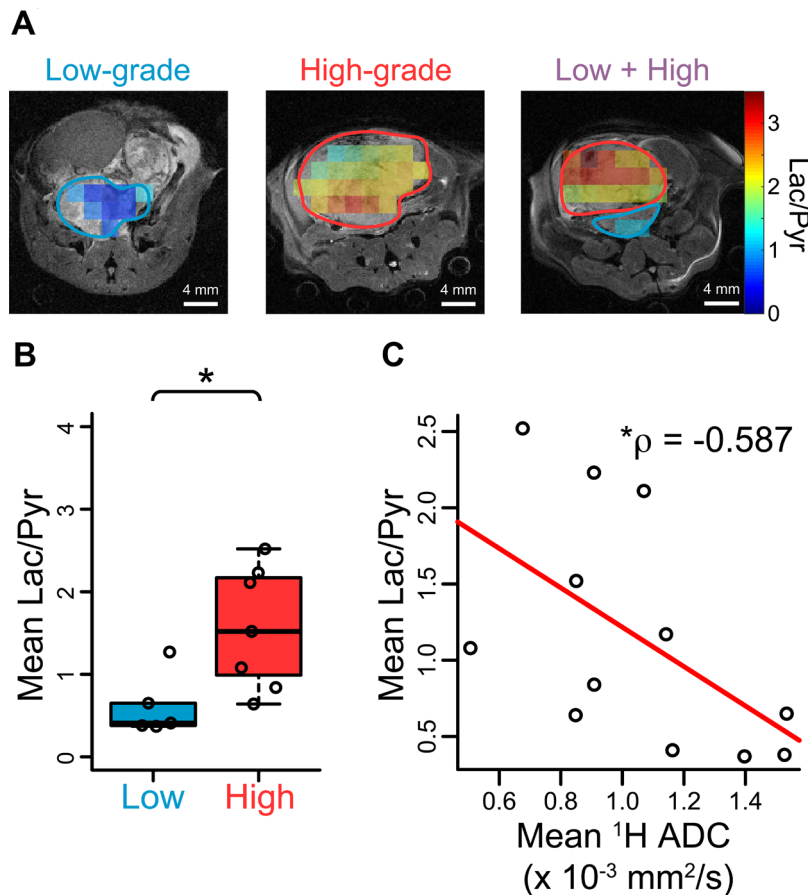 A
Low-grade
High-grade
Low + High
4 mm
4 mm
4 mm
3
2
1
0
Lac/Pyr
B
*
4
3
2
1
0
Mean Lac/Pyr
Low
High
C
*ρ = -0.587
2.5
2.0
1.5
1.0
0.5
Mean Lac/Pyr
0.6 0.8 1.0 1.2 1.4
Mean ¹H ADC
(x 10⁻³ mm²/s)